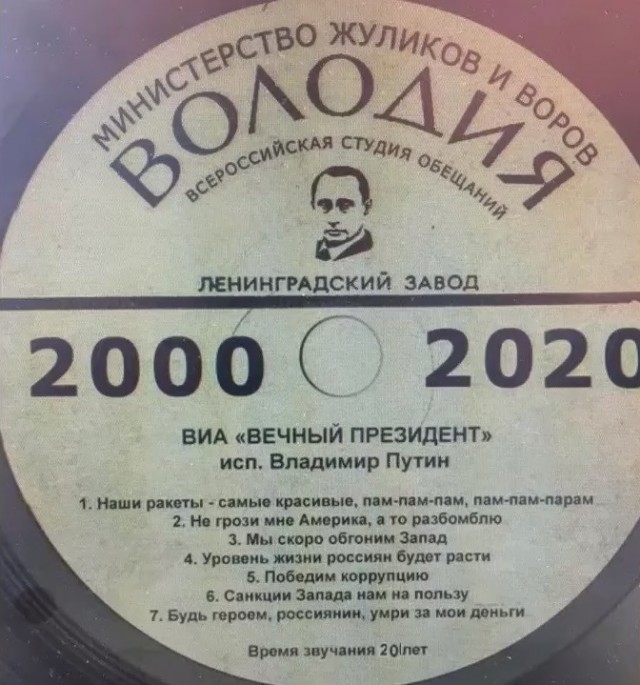 МИНИСТЕРСТВО ЖУЛИКОВ И ВОРОВ
ВОЛОДИЯ
ВСЕРОССИЙСКАЯ СТУДИЯ ОБЕЩАНИЙ
ЛЕНИНГРАДСКИЙ ЗАВОД
2000 2020
ВИА «ВЕЧНЫЙ ПРЕЗИДЕНТ»
исп. Владимир Путин
1. Наши ракеты - самые красивые, пам-пам-пам, пам-пам-парам
2. Не грози мне Америка, а то разбомблю
3. Мы скоро обгоним Запад
4. Уровень жизни россиян будет расти
5. Победим коррупцию
6. Санкции Запада нам на пользу
7. Будь героем, россиянин, умри за мои деньги
Время звучания 20 лет